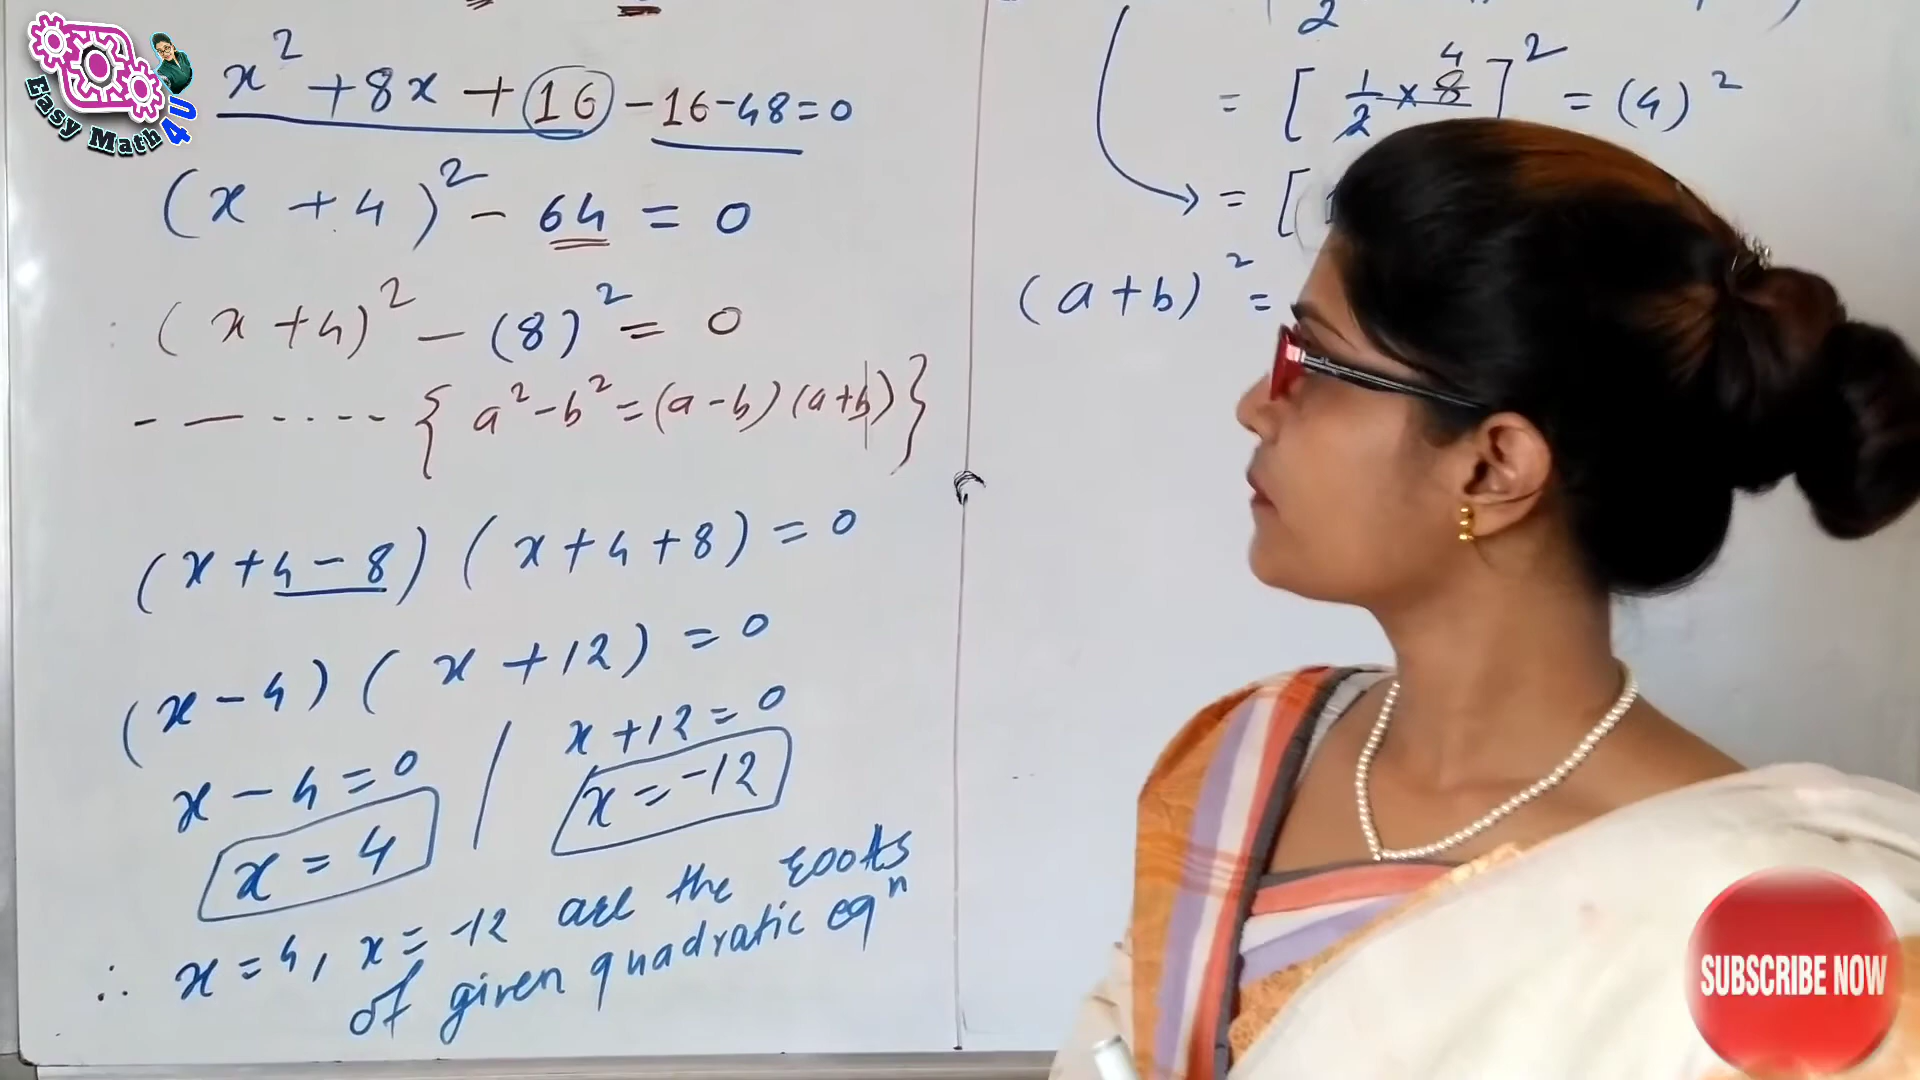 Easy Math 4U
x² + 8x + 16 - 16 - 48 = 0
(x + 4)² - 64 = 0
(x + 4)² - (8)² = 0
- — ---- { a² - b² = (a - b) (a + b) }
(x + 4 - 8) (x + 4 + 8) = 0
(x - 4) ( x + 12) = 0
x - 4 = 0 / x + 12 = 0
x = 4 x = -12
∴ x = 4, x = -12 are the roots
of given quadratic eqⁿ
2
= [ 1/2 × 8 4 ]² = (4)²
= [
(a + b)² =
SUBSCRIBE NOW